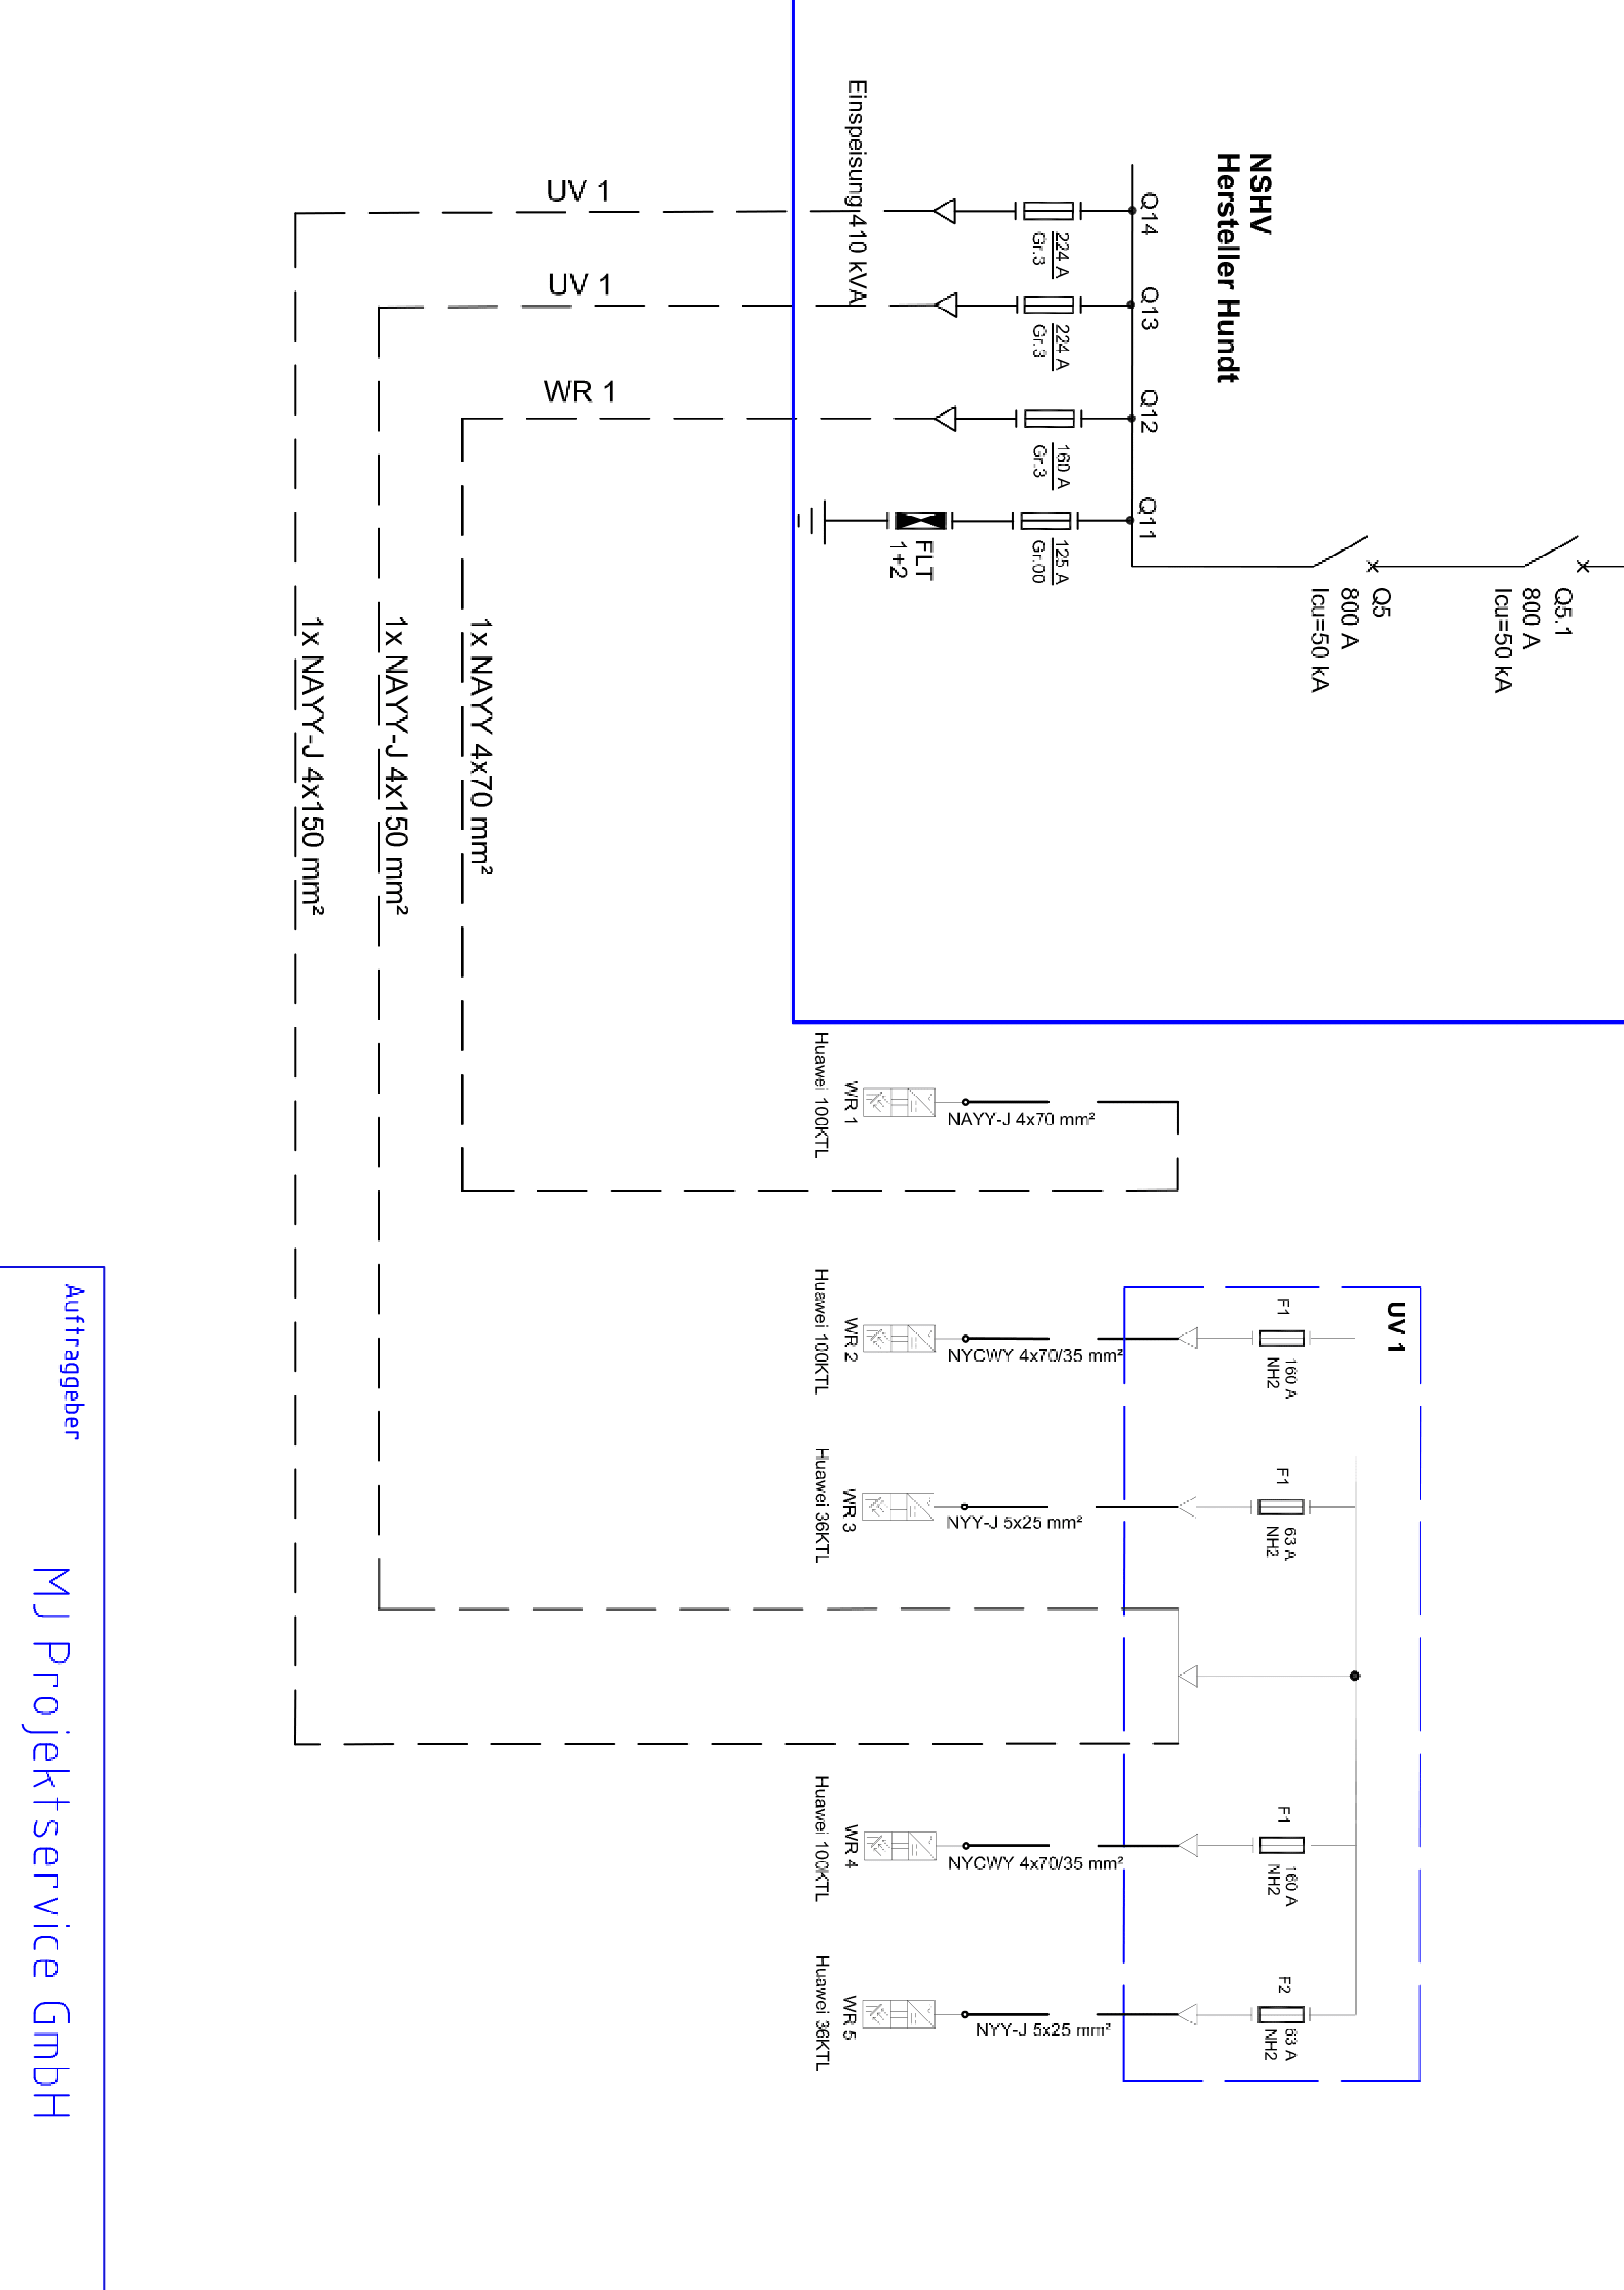 Q5.1
800 A
Icu=50 kA
Q5
800 A
Icu=50 kA
NSHV
Hersteller Hundt
Q14
Q13
Q12
Q11
224 A
Gr.3
224 A
Gr.3
160 A
Gr.3
125 A
Gr.00
FLT
1+2
Einspeisung 410 kVA
UV 1
UV 1
WR 1
1x NAYY 4x70 mm²
1x NAYY-J 4x150 mm²
1x NAYY-J 4x150 mm²
NAYY-J 4x70 mm²
WR 1
Huawei 100KTL
UV 1
F1
160 A
NH2
F1
63 A
NH2
F1
160 A
NH2
F2
63 A
NH2
NYCWY 4x70/35 mm²
WR 2
Huawei 100KTL
NYY-J 5x25 mm²
WR 3
Huawei 36KTL
NYCWY 4x70/35 mm²
WR 4
Huawei 100KTL
NYY-J 5x25 mm²
WR 5
Huawei 36KTL
Auftraggeber
MJ Projektservice GmbH